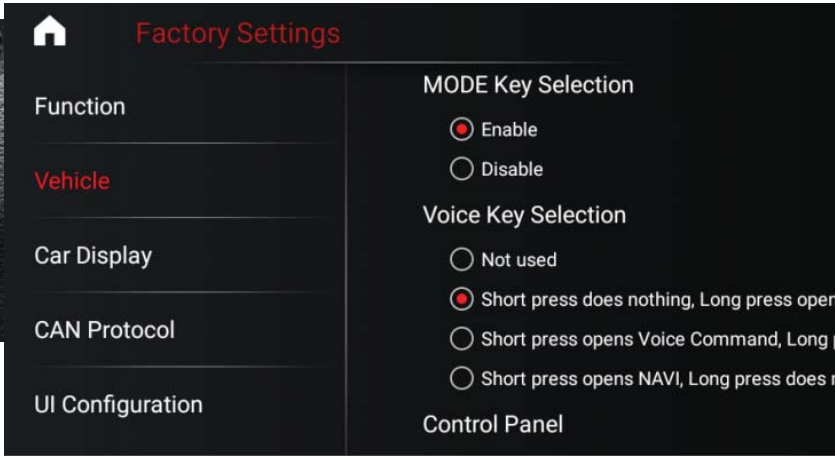 Factory Settings
Function
Vehicle
Car Display
CAN Protocol
UI Configuration
MODE Key Selection
Enable
Disable
Voice Key Selection
Not used
Short press does nothing, Long press
Short press opens Voice Command, Long
Short press opens NAVI, Long press does
Control Panel